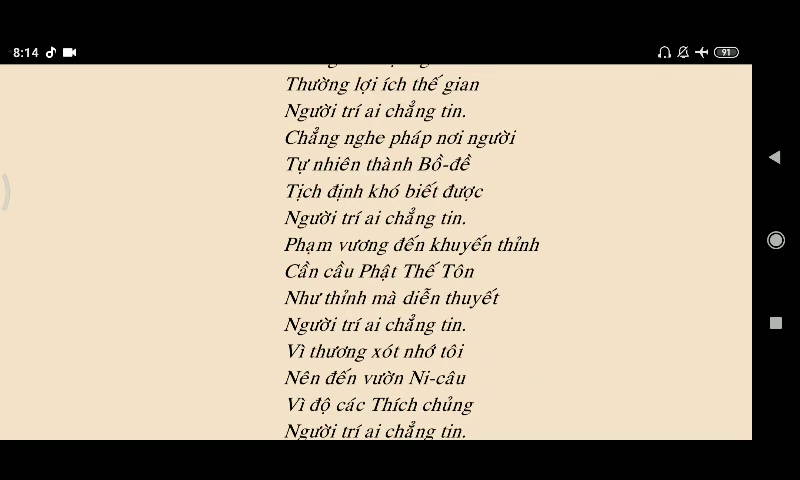 8:14
91
Thường lợi ích thế gian
Người trí ai chẳng tin.
Chẳng nghe pháp nơi người
Tự nhiên thành Bồ-đề
Tịch định khó biết được
Người trí ai chẳng tin.
Phạm vương đến khuyến thỉnh
Cần cầu Phật Thế Tôn
Như thỉnh mà diễn thuyết
Người trí ai chẳng tin.
Vì thương xót nhớ tôi
Nên đến vườn Ni-câu
Vì độ các Thích chủng
Người trí ai chẳng tin.